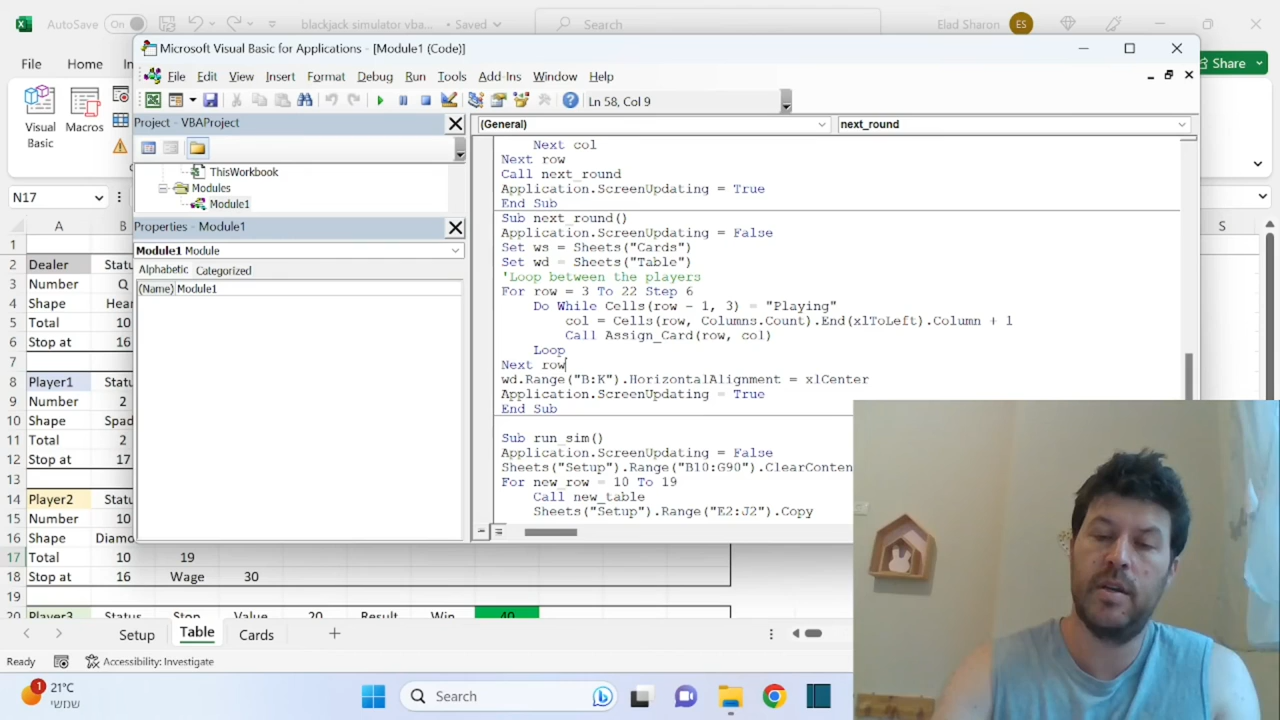 AutoSave On blackjack simulator vba... • Saved Search Elad Sharon ES
Microsoft Visual Basic for Applications - [Module1 (Code)]
File Home In Share
File Edit View Insert Format Debug Run Tools Add-Ins Window Help
Ln 58, Col 9
Visual Basic
Macros
Project - VBAProject
(General) next_round
ThisWorkbook
Modules
Module1
Properties - Module1
Module1 Module
Alphabetic Categorized
(Name) Module1
Next col
Next row
Call next_round
Application.ScreenUpdating = True
End Sub
Sub next_round()
Application.ScreenUpdating = False
Set ws = Sheets("Cards")
Set wd = Sheets("Table")
'Loop between the players
For row = 3 To 22 Step 6
Do While Cells(row - 1, 3) = "Playing"
col = Cells(row, Columns.Count).End(xlToLeft).Column + 1
Call Assign_Card(row, col)
Loop
Next row
wd.Range("B:K").HorizontalAlignment = xlCenter
Application.ScreenUpdating = True
End Sub
Sub run_sim()
Application.ScreenUpdating = False
Sheets("Setup").Range("B10:G90").ClearConten
For new_row = 10 To 19
Call new_table
Sheets("Setup").Range("E2:J2").Copy
N17
A B S
1
2 Dealer Statu
3 Number Q
4 Shape Hear
5 Total 10
6 Stop at 16
7
8 Player1 Statu
9 Number 2
10 Shape Spad
11 Total 2
12 Stop at 17
13
14 Player2 Statu
15 Number 10
16 Shape Diamo
17 Total 10 19
18 Stop at 16 Wage 30
19
20 Player3 Status Stop Value 20 Result Win 40
Setup Table Cards
Ready Accessibility: Investigate
1 21°C
שמשי
Search